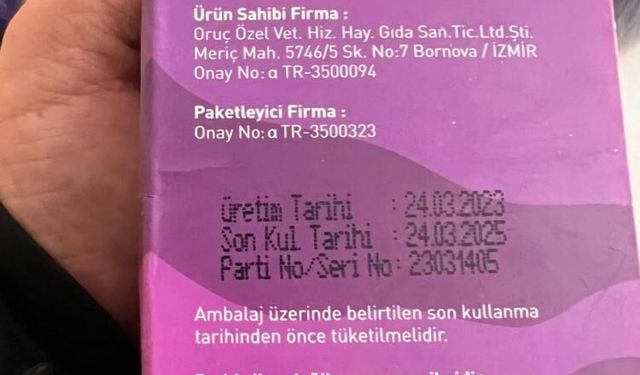 Ürün Sahibi Firma :
Oruç Özel Vet. Hiz. Hay. Gıda San.Tic.Ltd.Şti.
Meriç Mah. 5746/5 Sk. No:7 Bornova / İZMİR
Onay No: α TR-3500094
Paketleyici Firma :
Onay No: α TR-3500323
Üretim Tarihi : 24.03.2023
Son Kul Tarihi : 24.03.2025
Parti No/Seri No: 23031405
Ambalaj üzerinde belirtilen son kullanma
tarihinden önce tüketilmelidir.